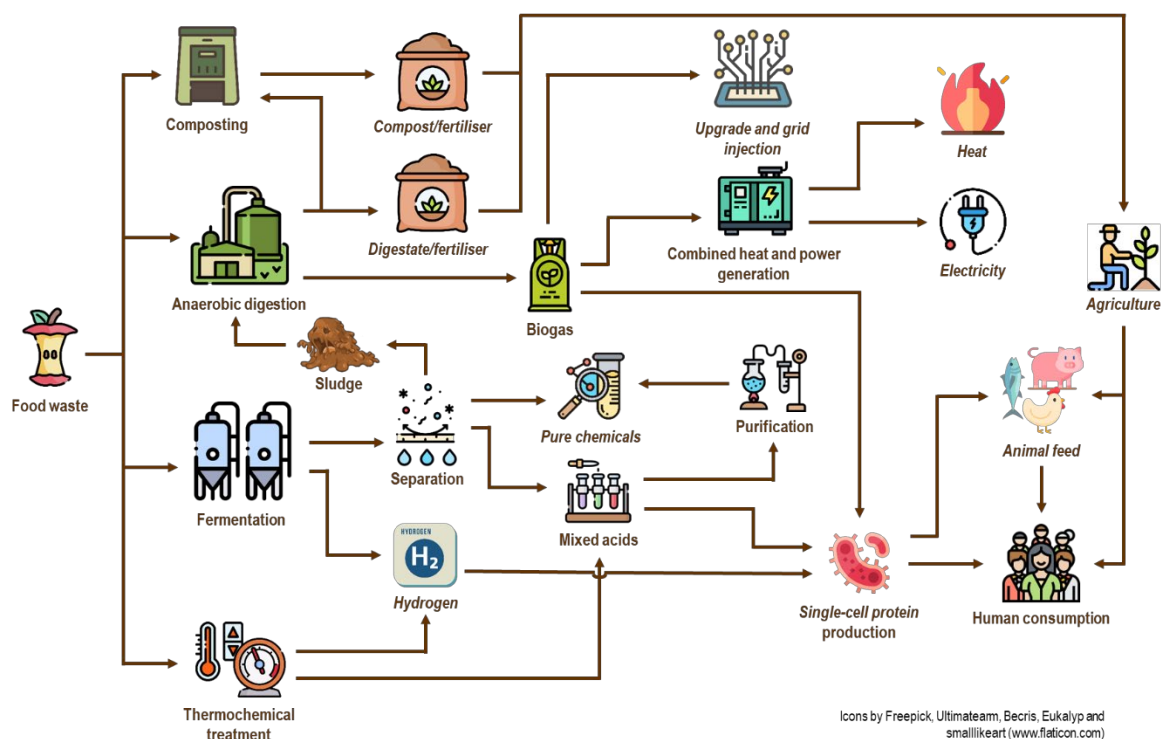 Composting
Compost/fertiliser
Upgrade and grid
injection
Heat
Digestate/fertiliser
Combined heat and power
generation
Electricity
Anaerobic digestion
Biogas
Agriculture
Food waste
Sludge
Pure chemicals
Purification
Animal feed
Separation
Fermentation
Mixed acids
HYDROGEN
H2
Hydrogen
Single-cell protein
production
Human consumption
Thermochemical
treatment
Icons by Freepick, Ultimatearm, Becris, Eukalyp and
smalllikeart (www.flaticon.com)